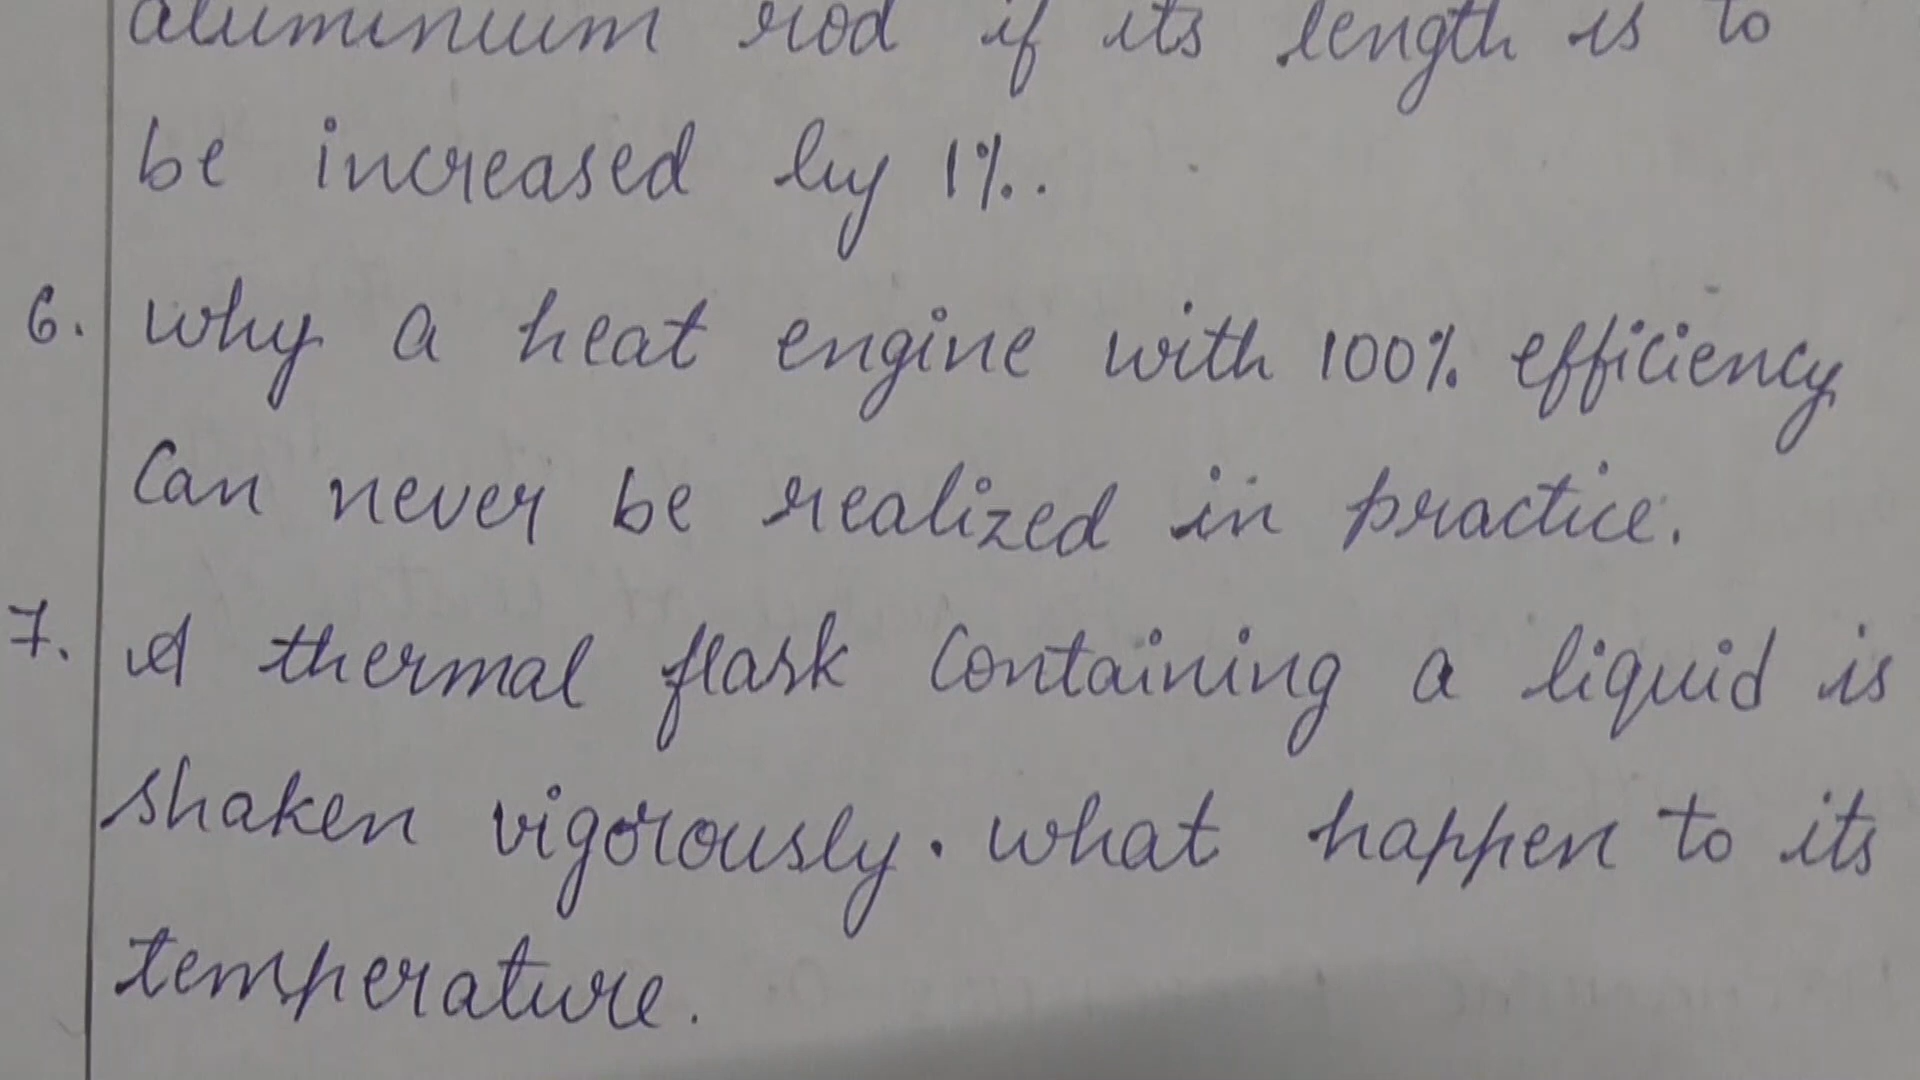 aluminium rod if its length is to
be increased by 1%.
6. Why a heat engine with 100% efficiency
Can never be realized in practice.
7. A thermal flask Containing a liquid is
shaken vigorously. what happen to its
temperature.